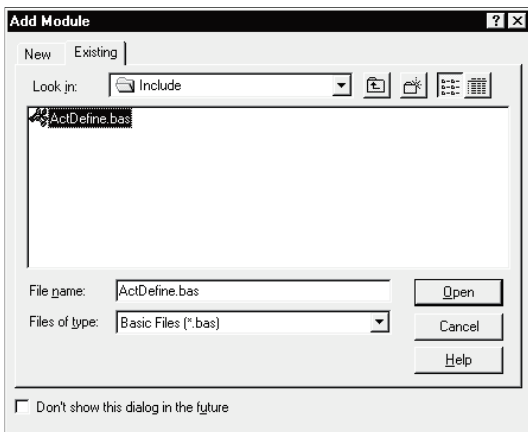 Add Module
New Existing
Look in: Include
ActDefine.bas
File name: ActDefine.bas Open
Files of type: Basic Files (*.bas) Cancel
Help
Don't show this dialog in the future